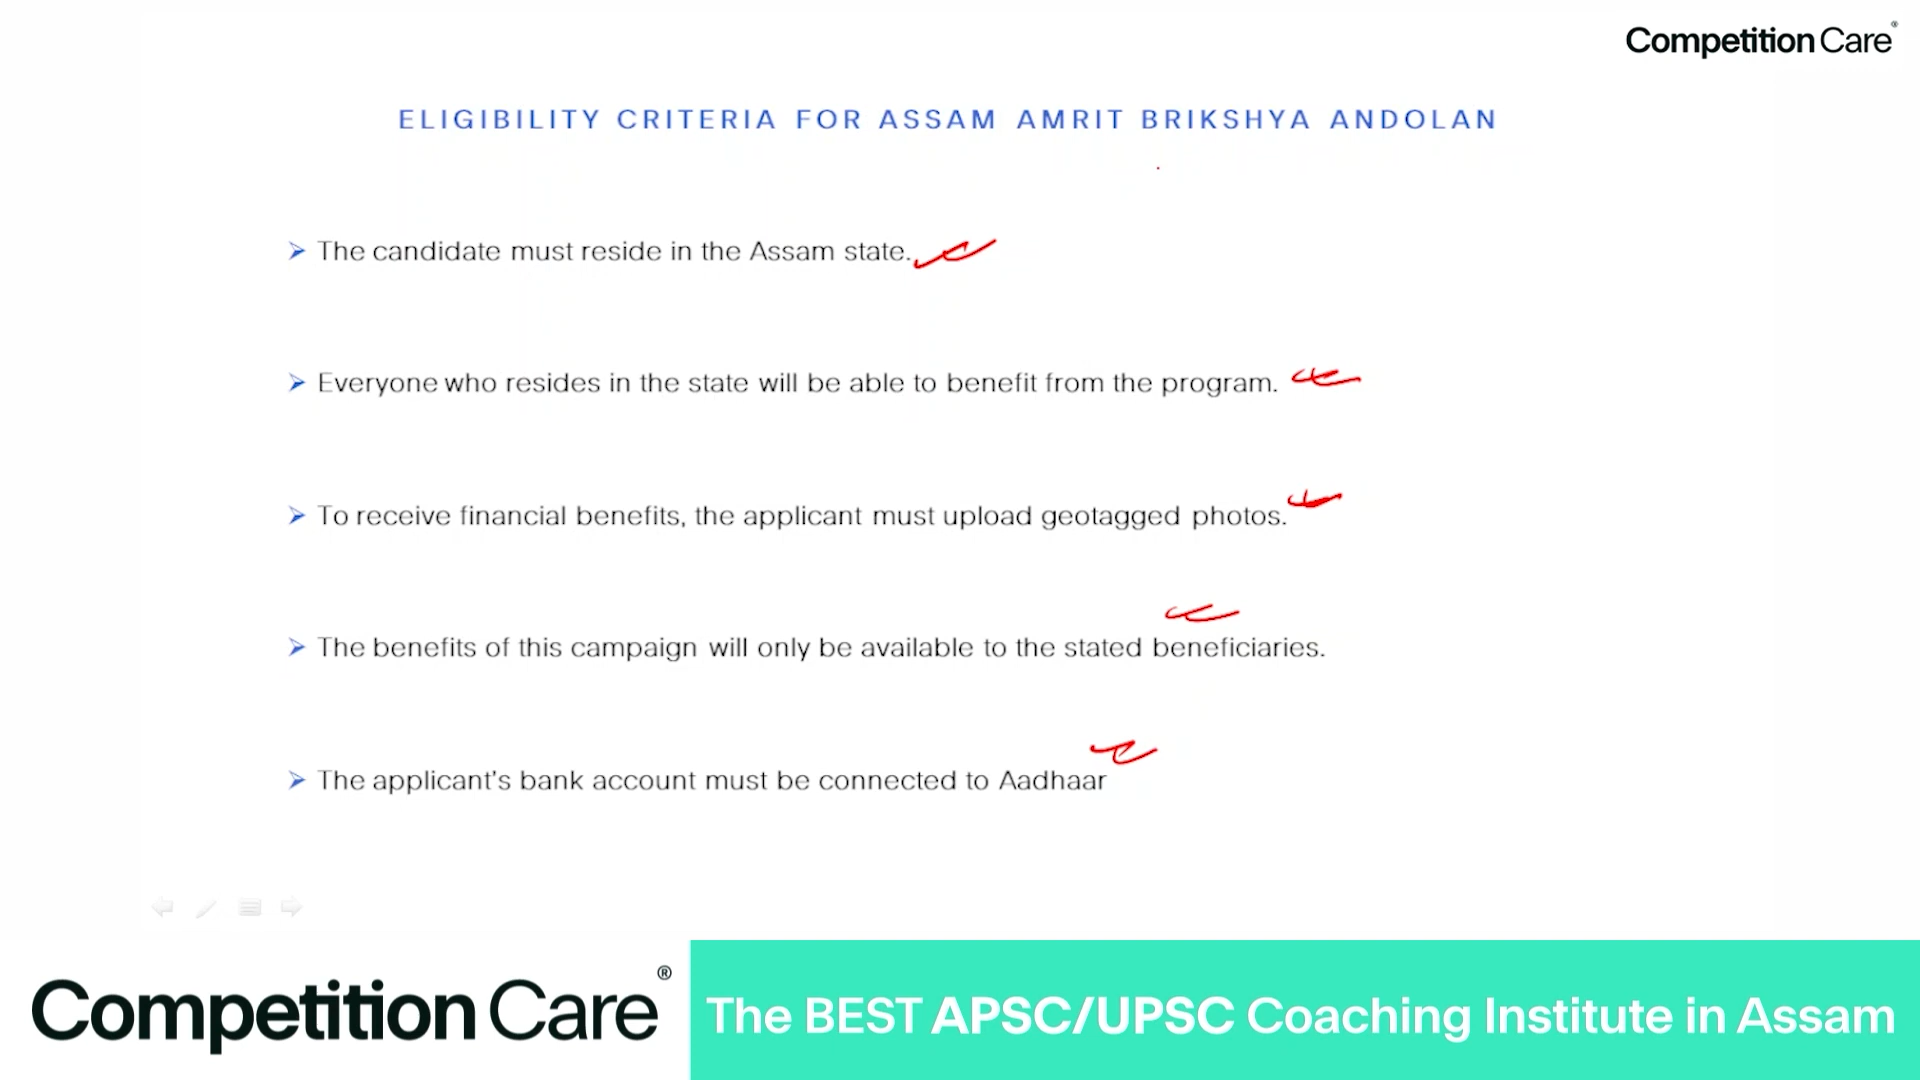 Competition Care®
ELIGIBILITY CRITERIA FOR ASSAM AMRIT BRIKSHYA ANDOLAN
➢ The candidate must reside in the Assam state.
➢ Everyone who resides in the state will be able to benefit from the program.
➢ To receive financial benefits, the applicant must upload geotagged photos.
➢ The benefits of this campaign will only be available to the stated beneficiaries.
➢ The applicant's bank account must be connected to Aadhaar
Competition Care®
The BEST APSC/UPSC Coaching Institute in Assam